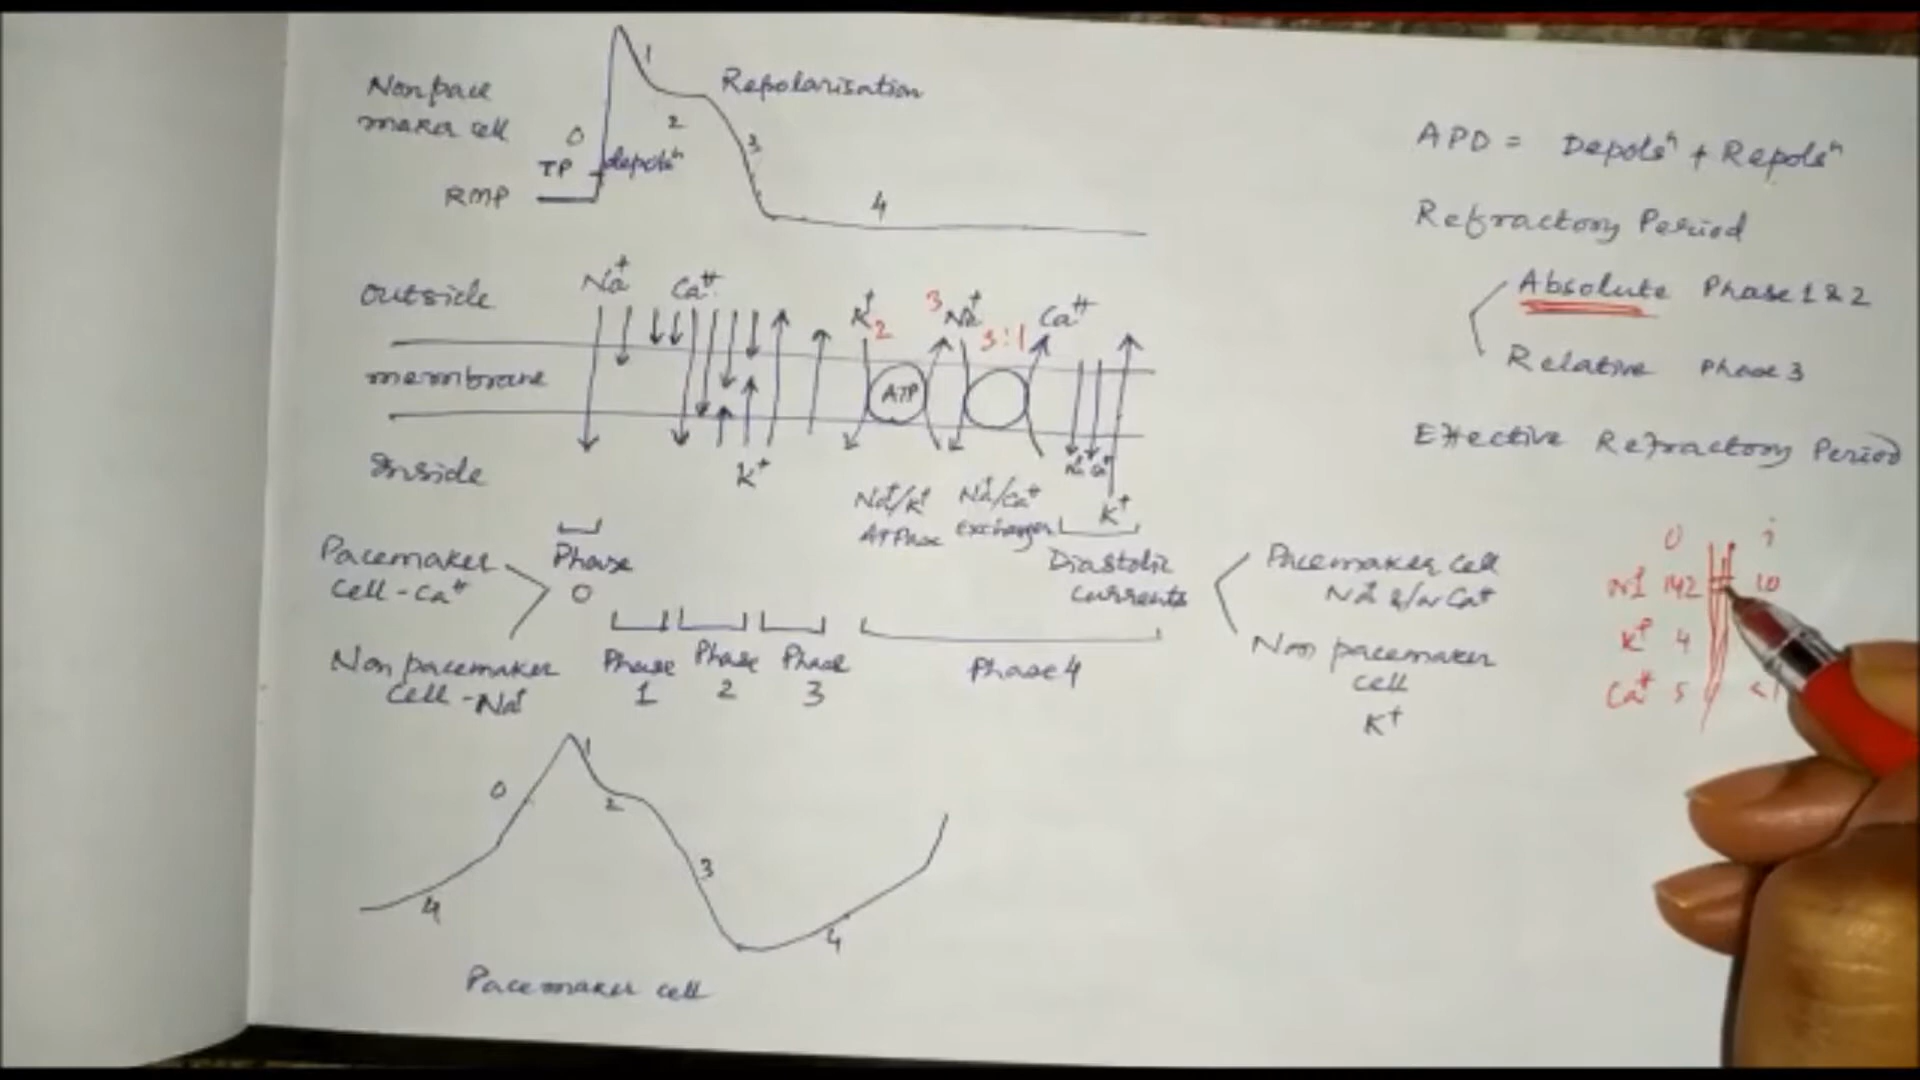 1
Non pace
maker cell
Repolarisation
0
2
3
TP
depolⁿ
RMP
4
APD = Depolsⁿ + Repolsⁿ
Refractory Period
Absolute Phase 1 & 2
Relative Phase 3
Effective Refractory Period
Outside
Na⁺
Ca⁺⁺
K⁺
2
3
Na⁺
3:1
Ca⁺⁺
membrane
ATP
Inside
K⁺
Na⁺ Ca⁺⁺
K⁺
Na⁺/K⁺
ATPase
Na⁺/Ca⁺⁺
Exchanger
Pacemaker
Cell - Ca⁺⁺
Phase
0
Non pacemaker
Cell - Na⁺
Phase
1
Phase
2
Phase
3
Phase 4
Diastolic
Currents
Pacemaker cell
Na⁺ &/or Ca⁺⁺
Non pacemaker
cell
K⁺
0 i
Na⁺ 142 10
K⁺ 4
Ca⁺⁺ 5 <1
0
1
2
3
4
4
Pacemaker cell